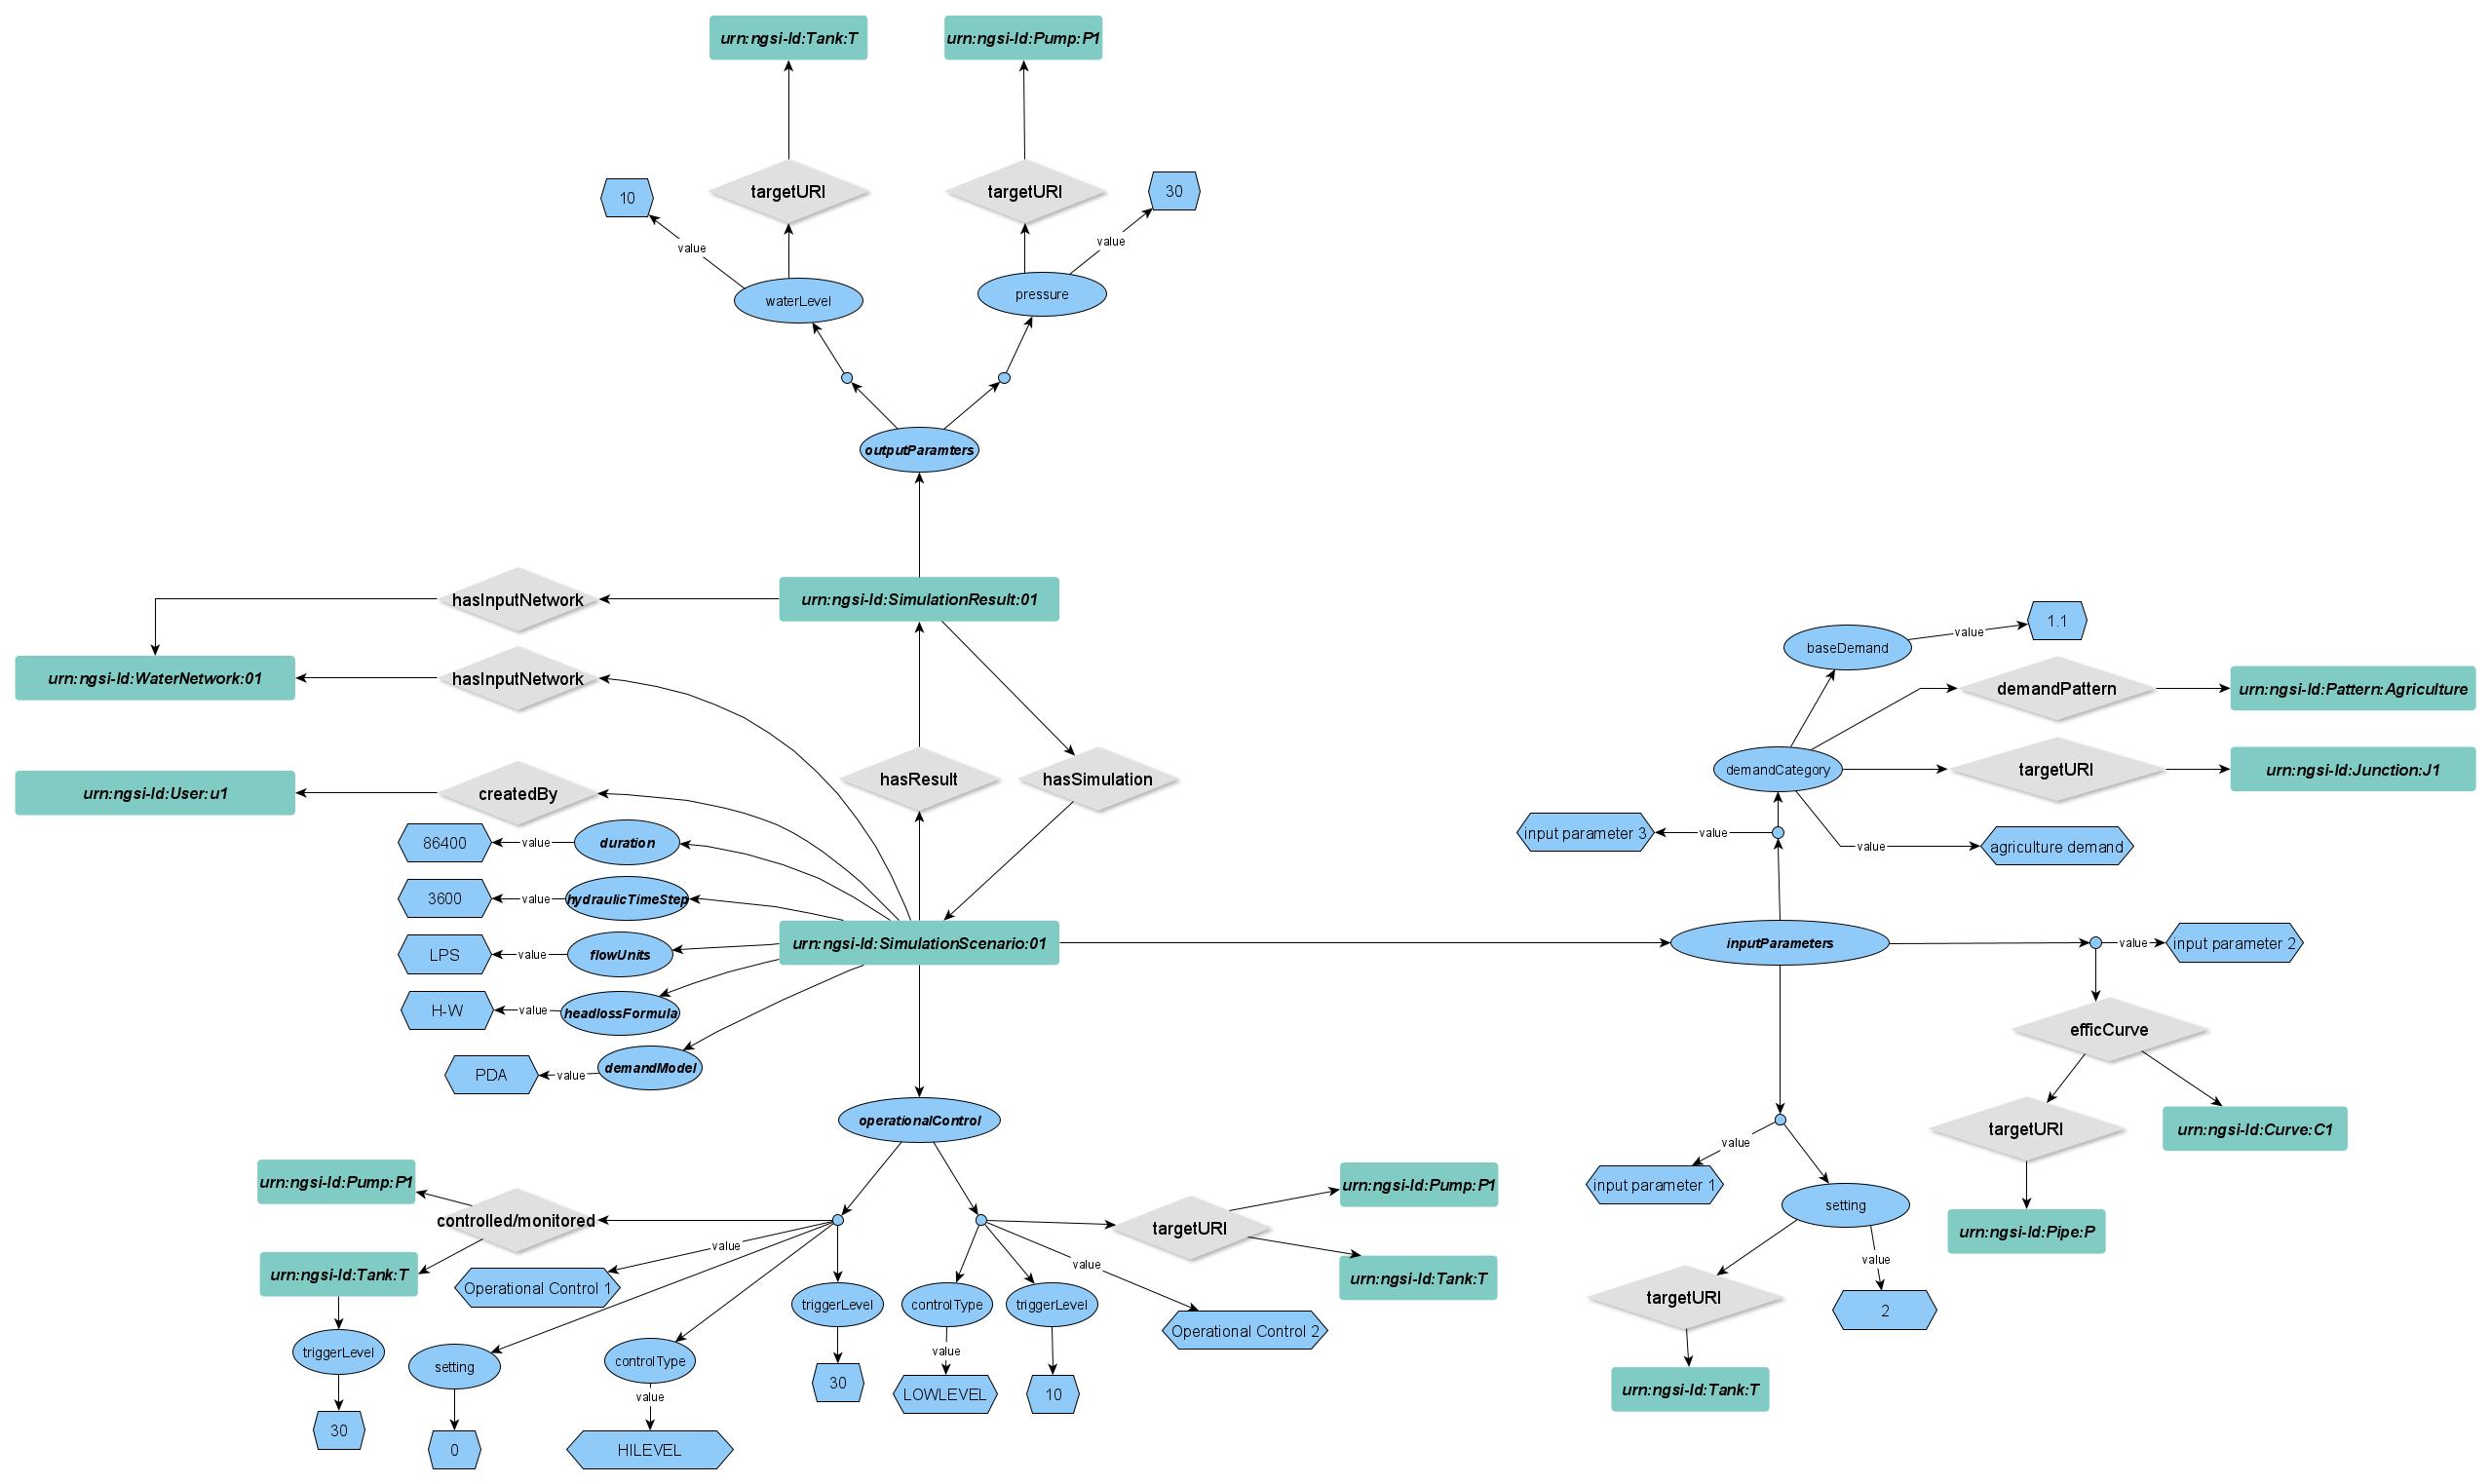 urn:ngsi-ld:Tank:T
urn:ngsi-ld:Pump:P1
targetURI
targetURI
10
30
value
value
waterLevel
pressure
outputParamters
hasInputNetwork
urn:ngsi-ld:SimulationResult:01
urn:ngsi-ld:WaterNetwork:01
hasInputNetwork
urn:ngsi-ld:User:u1
createdBy
hasResult
hasSimulation
86400
value
duration
3600
value
hydraulicTimeStep
urn:ngsi-ld:SimulationScenario:01
LPS
value
flowUnits
H-W
value
headlossFormula
PDA
value
demandModel
operationalControl
1.1
value
baseDemand
demandPattern
urn:ngsi-ld:Pattern:Agriculture
demandCategory
targetURI
urn:ngsi-ld:Junction:J1
input parameter 3
value
value
agriculture demand
inputParameters
value
input parameter 2
efficCurve
targetURI
urn:ngsi-ld:Curve:C1
urn:ngsi-ld:Pipe:P
value
input parameter 1
setting
value
targetURI
2
urn:ngsi-ld:Tank:T
urn:ngsi-ld:Pump:P1
controlled/monitored
urn:ngsi-ld:Tank:T
value
Operational Control 1
triggerLevel
30
setting
0
controlType
value
HILEVEL
triggerLevel
30
controlType
value
LOWLEVEL
triggerLevel
10
value
Operational Control 2
targetURI
urn:ngsi-ld:Pump:P1
urn:ngsi-ld:Tank:T